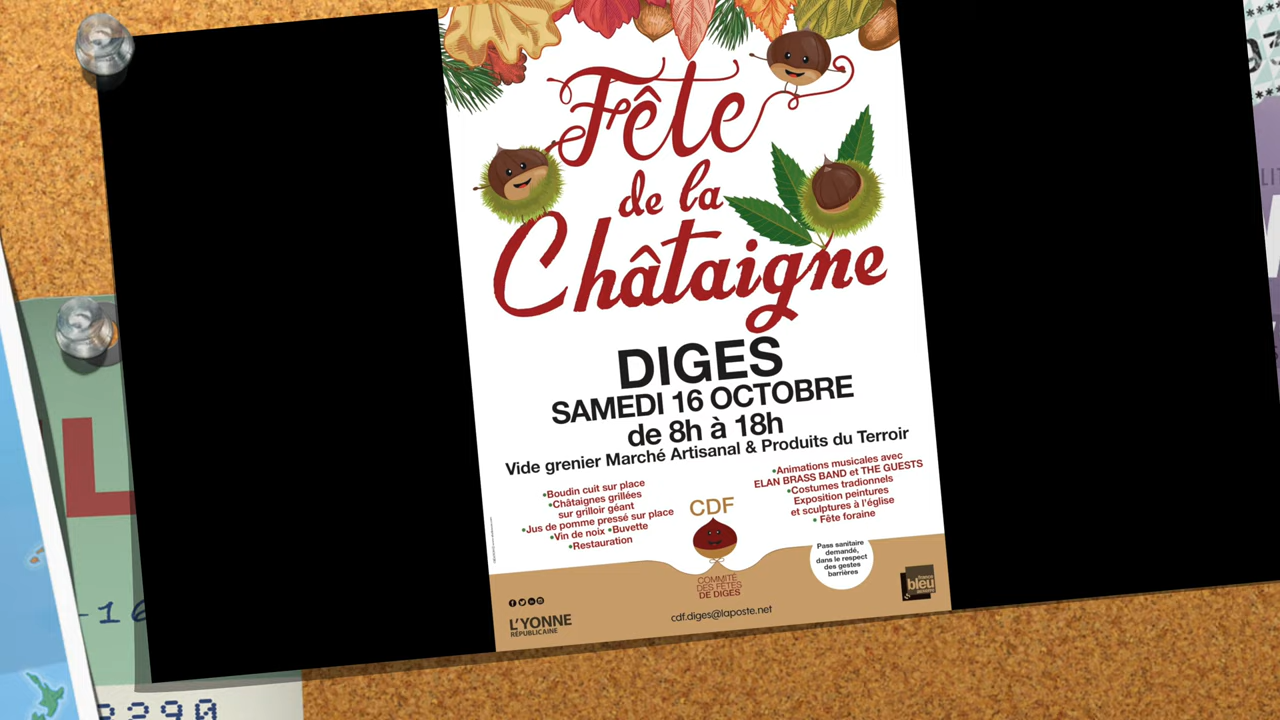 Fête
de la
Châtaigne
DIGES
SAMEDI 16 OCTOBRE
de 8h à 18h
Vide grenier Marché Artisanal & Produits du Terroir
•Boudin cuit sur place
•Châtaignes grillées
sur grilloir géant
•Jus de pomme pressé sur place
•Vin de noix •Buvette
•Restauration
•Animations musicales avec
ELAN BRASS BAND et THE GUESTS
•Costumes tradionnels
Exposition peintures
et sculptures à l'église
• Fête foraine
CDF
COMMITÉ
DES FÊTES
DE DIGES
Pass sanitaire
demandé,
dans le respect
des gestes
barrières
L'YONNE
RÉPUBLICAINE
cdf.diges@laposte.net
bleu
L
-16
3290